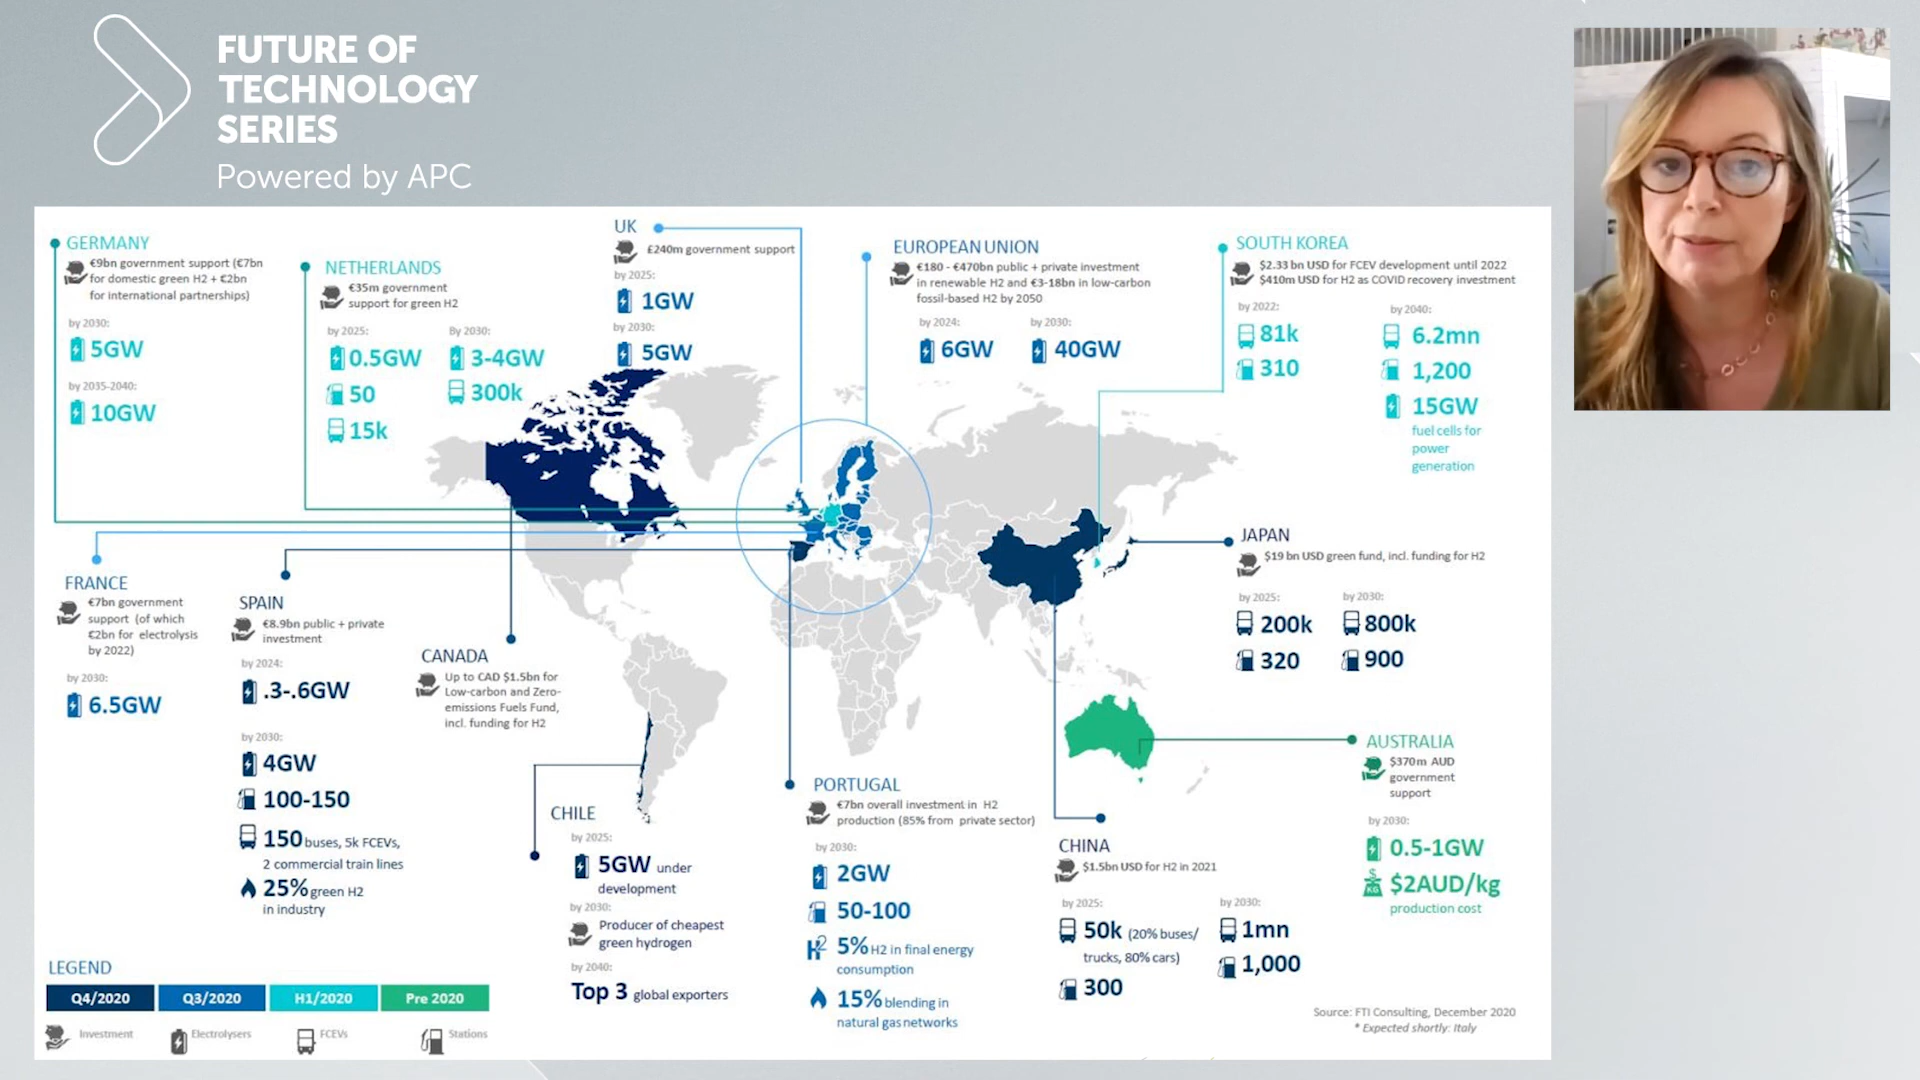 FUTURE OF
TECHNOLOGY
SERIES
Powered by APC
GERMANY
€9bn government support (€7bn
for domestic green H2 + €2bn
for international partnerships)
by 2030:
5GW
by 2035-2040:
10GW
NETHERLANDS
€35m government
support for green H2
by 2025:
0.5GW
50
15k
By 2030:
3-4GW
300k
UK
£240m government support
by 2025:
1GW
by 2030:
5GW
EUROPEAN UNION
€180 - €470bn public + private investment
in renewable H2 and €3-18bn in low-carbon
fossil-based H2 by 2050
by 2024:
6GW
by 2030:
40GW
SOUTH KOREA
$2.33 bn USD for FCEV development until 2022
$410m USD for H2 as COVID recovery investment
by 2022:
81k
310
by 2040:
6.2mn
1,200
15GW
fuel cells for
power
generation
JAPAN
$19 bn USD green fund, incl. funding for H2
by 2025:
200k
320
by 2030:
800k
900
FRANCE
€7bn government
support (of which
€2bn for electrolysis
by 2022)
by 2030:
6.5GW
SPAIN
€8.9bn public + private
investment
by 2024:
.3-.6GW
by 2030:
4GW
100-150
150 buses, 5k FCEVs,
2 commercial train lines
25% green H2
in industry
CANADA
Up to CAD $1.5bn for
Low-carbon and Zero-
emissions Fuels Fund,
incl. funding for H2
CHILE
by 2025:
5GW under
development
by 2030:
Producer of cheapest
green hydrogen
by 2040:
Top 3 global exporters
PORTUGAL
€7bn overall investment in H2
production (85% from private sector)
by 2030:
2GW
50-100
H2 5% H2 in final energy
consumption
15% blending in
natural gas networks
CHINA
$1.5bn USD for H2 in 2021
by 2025:
50k (20% buses/
trucks, 80% cars)
300
by 2030:
1mn
1,000
AUSTRALIA
$370m AUD
government
support
by 2030:
0.5-1GW
$ KG $2AUD/kg
production cost
LEGEND
Q4/2020
Q3/2020
H1/2020
Pre 2020
Investment
Electrolysers
FCEVs
Stations
Source: FTI Consulting, December 2020
* Expected shortly: Italy